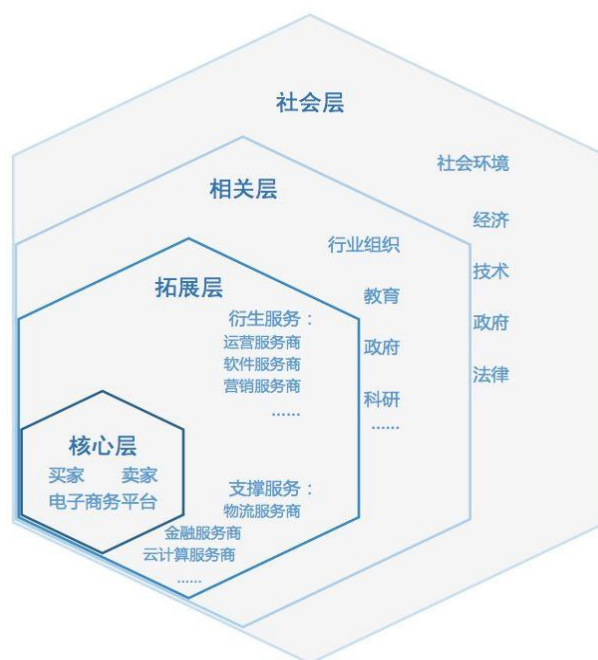 社会层
社会环境
经济
技术
政府
法律
相关层
行业组织
教育
政府
科研
......
拓展层
衍生服务：
运营服务商
软件服务商
营销服务商
......
支撑服务：
物流服务商
金融服务商
云计算服务商
......
核心层
买家 卖家
电子商务平台